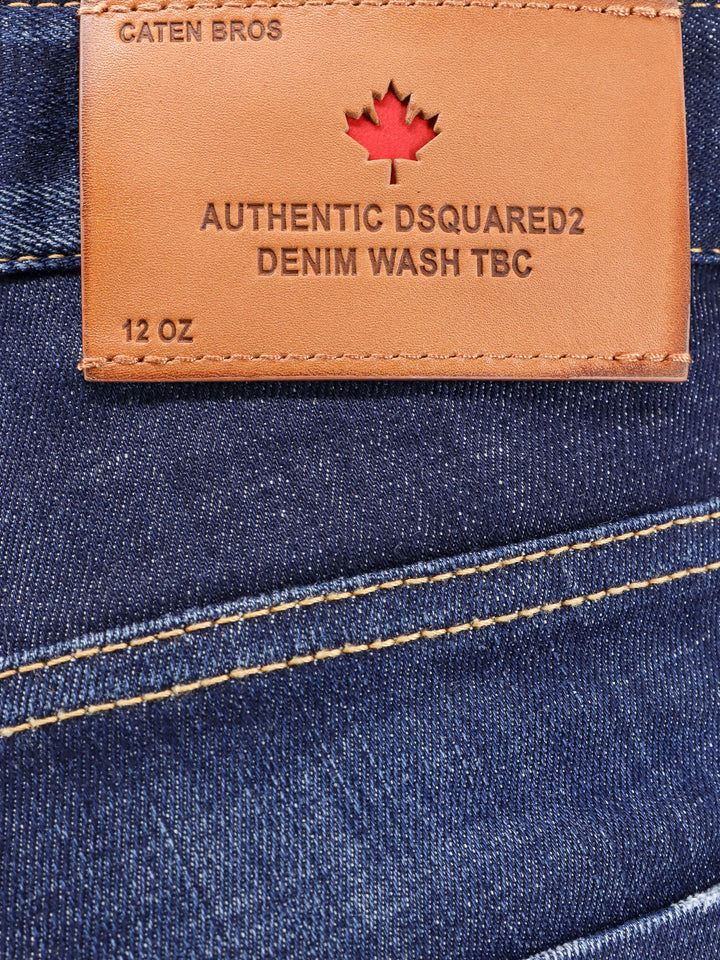 CATEN BROS
AUTHENTIC DSQUARED2
DENIM WASH TBC
12 OZ